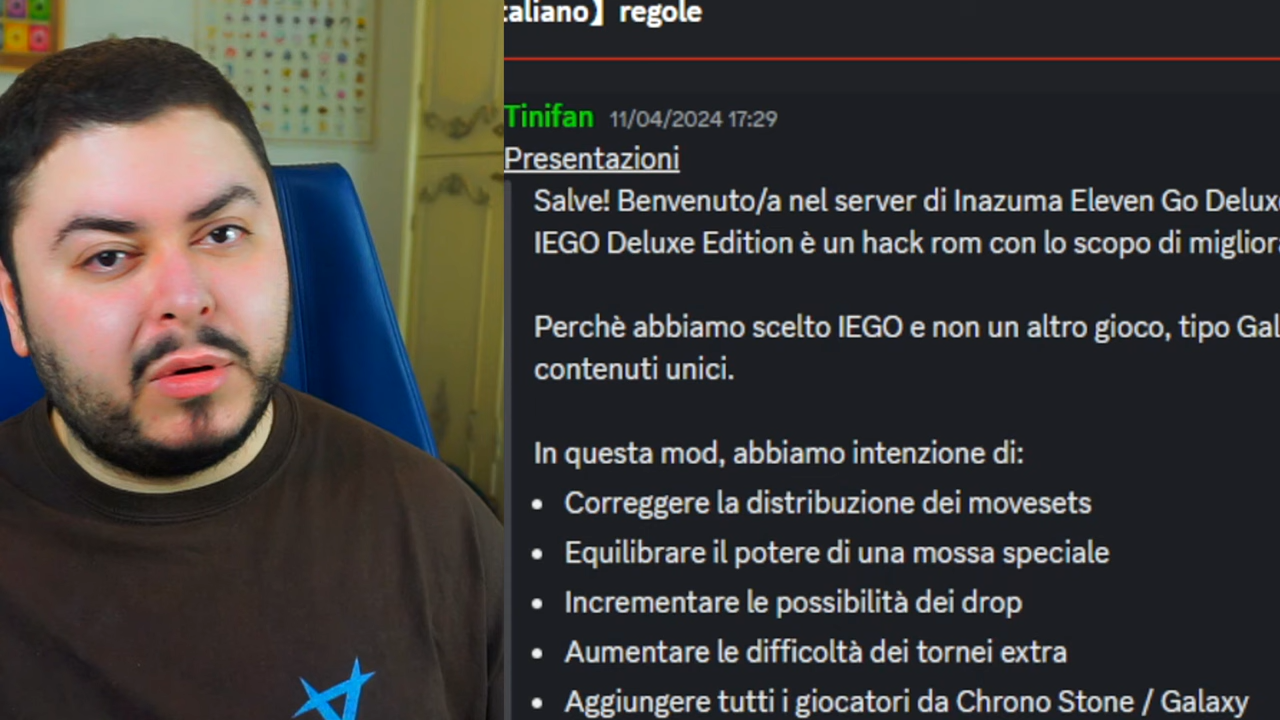 taliano】regole
Tinifan 11/04/2024 17:29
Presentazioni
Salve! Benvenuto/a nel server di Inazuma Eleven Go Delux
IEGO Deluxe Edition è un hack rom con lo scopo di miglior
Perchè abbiamo scelto IEGO e non un altro gioco, tipo Gal
contenuti unici.
In questa mod, abbiamo intenzione di:
• Correggere la distribuzione dei movesets
• Equilibrare il potere di una mossa speciale
• Incrementare le possibilità dei drop
• Aumentare le difficoltà dei tornei extra
• Aggiungere tutti i giocatori da Chrono Stone / Galaxy